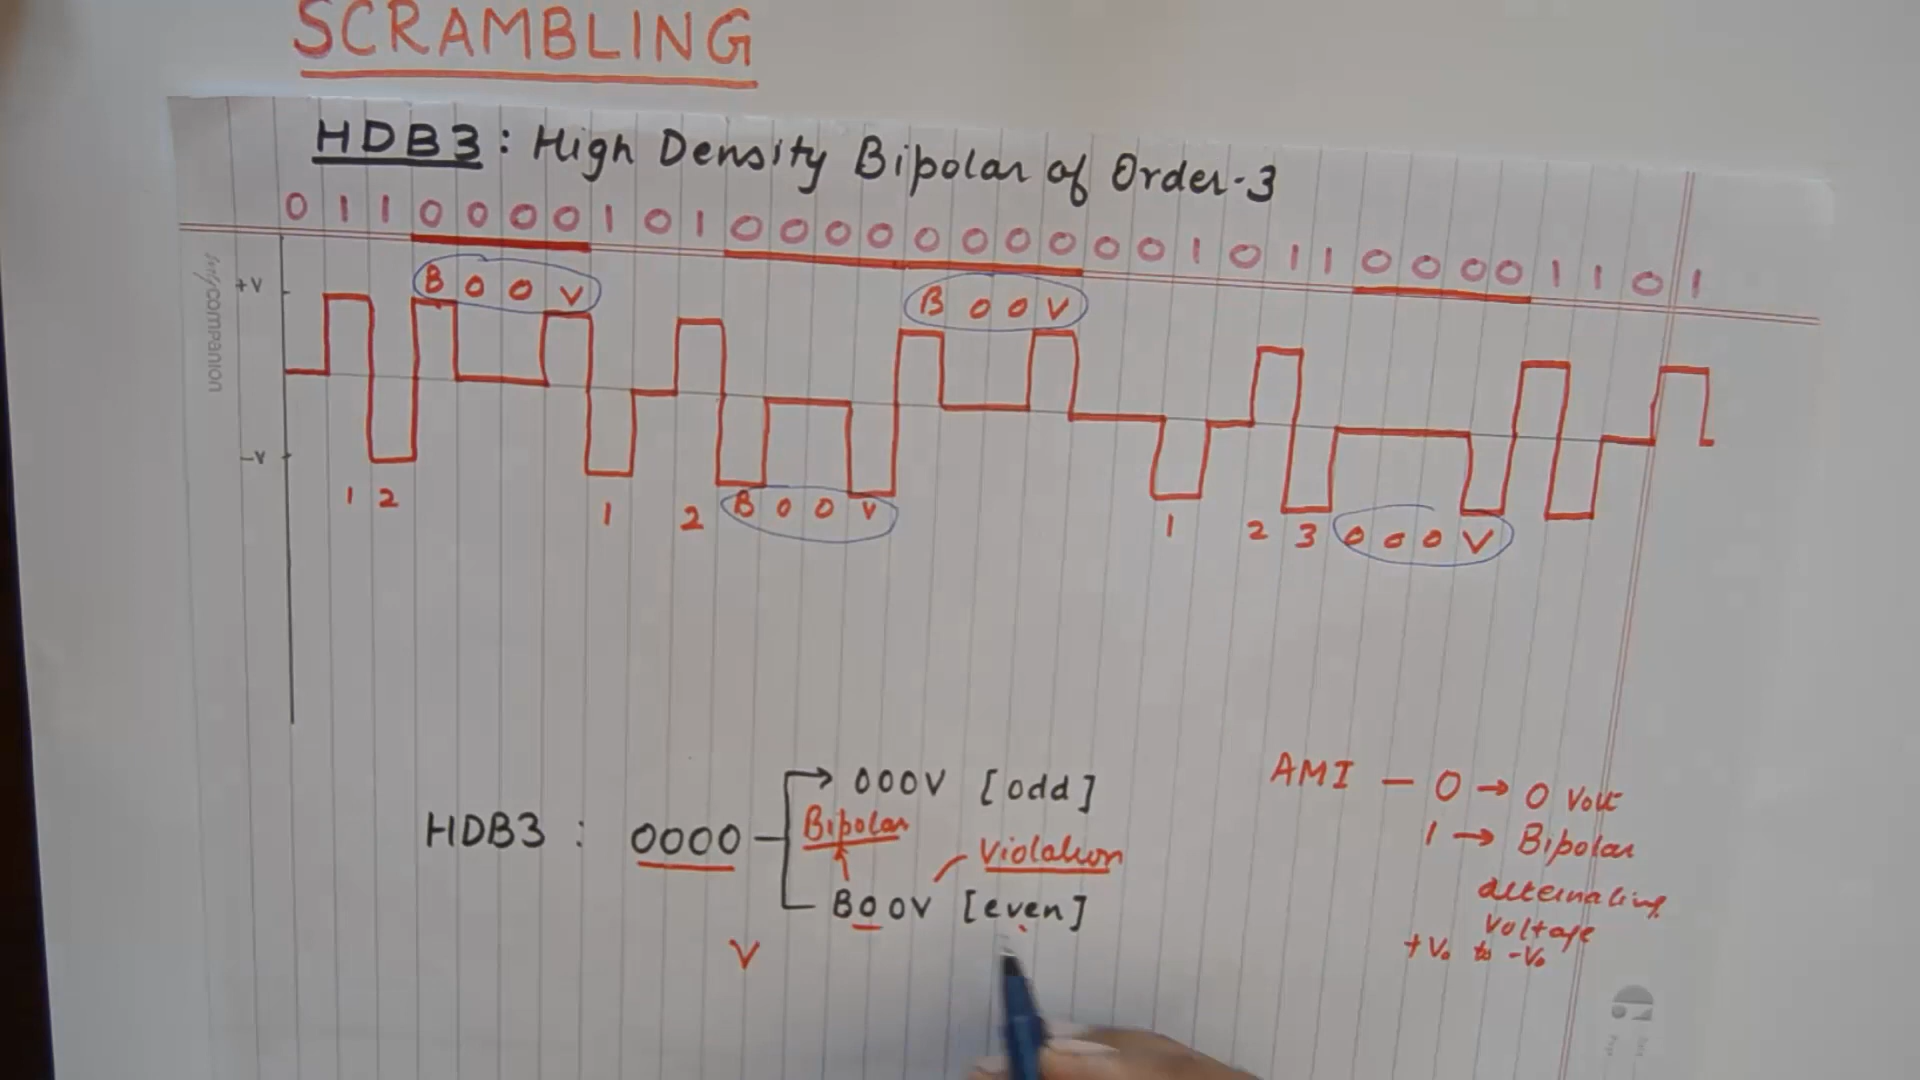 SCRAMBLING
HDB3 : High Density Bipolar of Order-3
0 1 1 0 0 0 0 1 0 1 0 0 0 0 0 0 0 0 0 0 1 0 1 1 0 0 0 0 1 1 0 1
+V
B 0 0 V
B 0 0 V
companion
-V
1 2
1 2 B 0 0 V
1 2 3 0 0 0 V
000V [odd]
Bipolar
HDB3 : 0000
Violation
B00V [even]
V
AMI - 0 → 0 Volt
1 → Bipolar
alternating
Voltage
+V₀ to -V₀